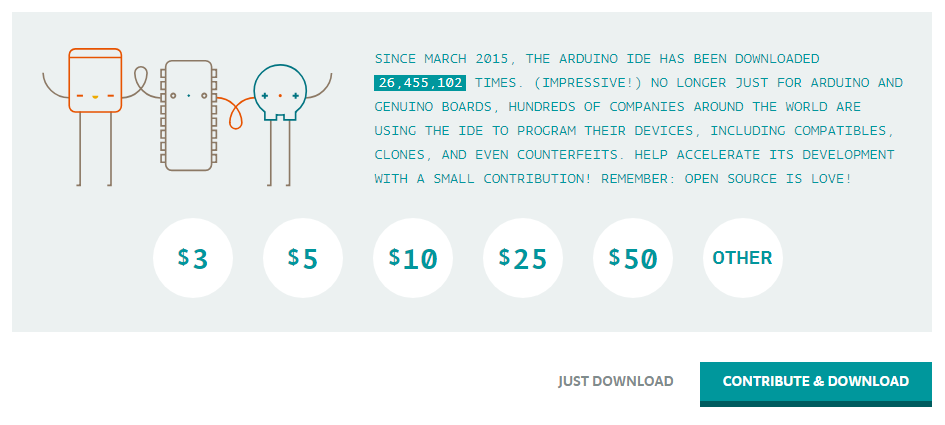 SINCE MARCH 2015, THE ARDUINO IDE HAS BEEN DOWNLOADED
26,455,102 TIMES. (IMPRESSIVE!) NO LONGER JUST FOR ARDUINO AND
GENUINO BOARDS, HUNDREDS OF COMPANIES AROUND THE WORLD ARE
USING THE IDE TO PROGRAM THEIR DEVICES, INCLUDING COMPATIBLES,
CLONES, AND EVEN COUNTERFEITS. HELP ACCELERATE ITS DEVELOPMENT
WITH A SMALL CONTRIBUTION! REMEMBER: OPEN SOURCE IS LOVE!
$3 $5 $10 $25 $50 OTHER
JUST DOWNLOAD CONTRIBUTE & DOWNLOAD